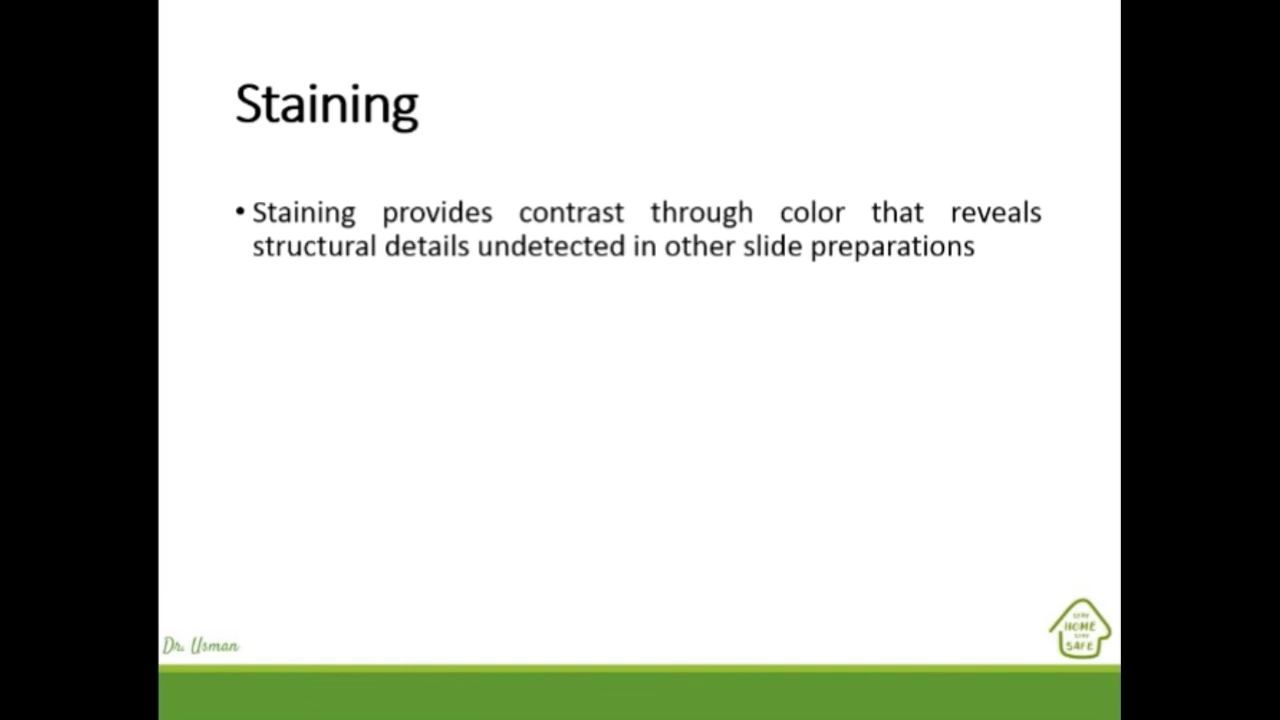 Staining
• Staining provides contrast through color that reveals
structural details undetected in other slide preparations
Dr. Usman
STAY
HOME
STAY
SAFE